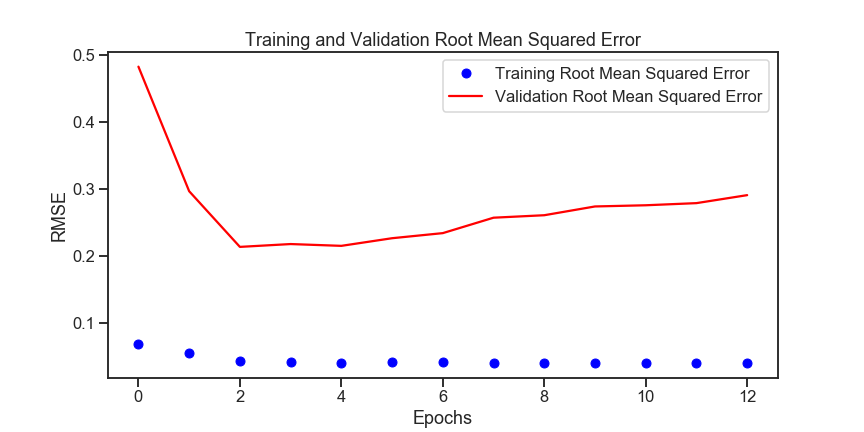 Training and Validation Root Mean Squared Error
0.5
Training Root Mean Squared Error
Validation Root Mean Squared Error
0.4
0.3
RMSE
0.2
0.1
0 2 4 6 8 10 12
Epochs